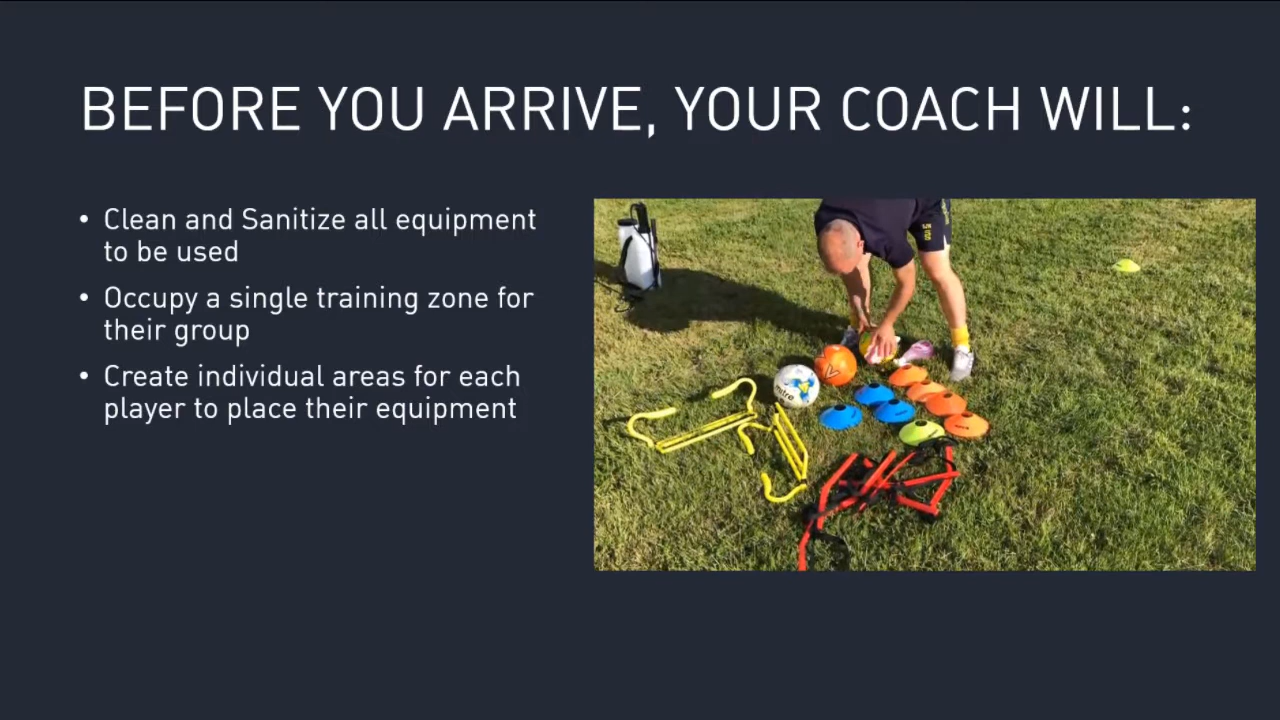 BEFORE YOU ARRIVE, YOUR COACH WILL:
• Clean and Sanitize all equipment
to be used
• Occupy a single training zone for
their group
• Create individual areas for each
player to place their equipment
mitre